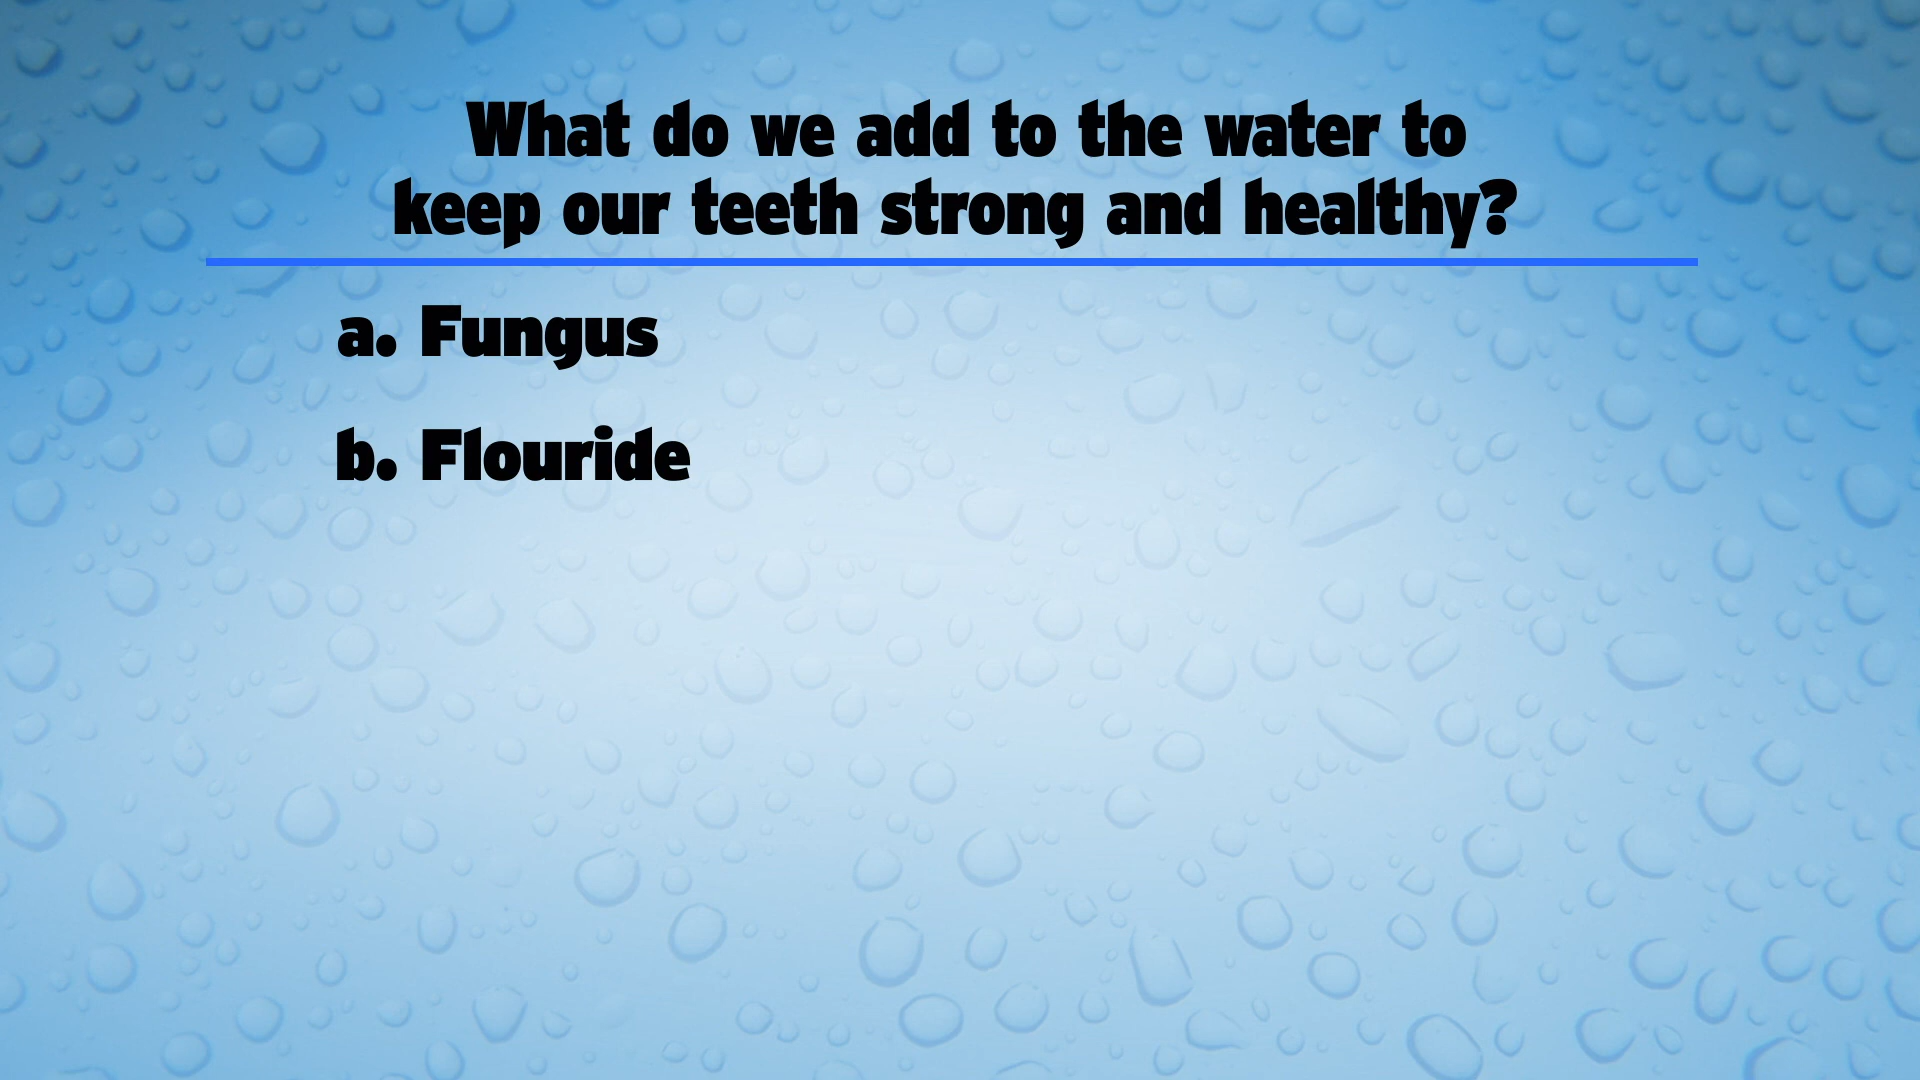 What do we add to the water to
keep our teeth strong and healthy?
a. Fungus
b. Flouride